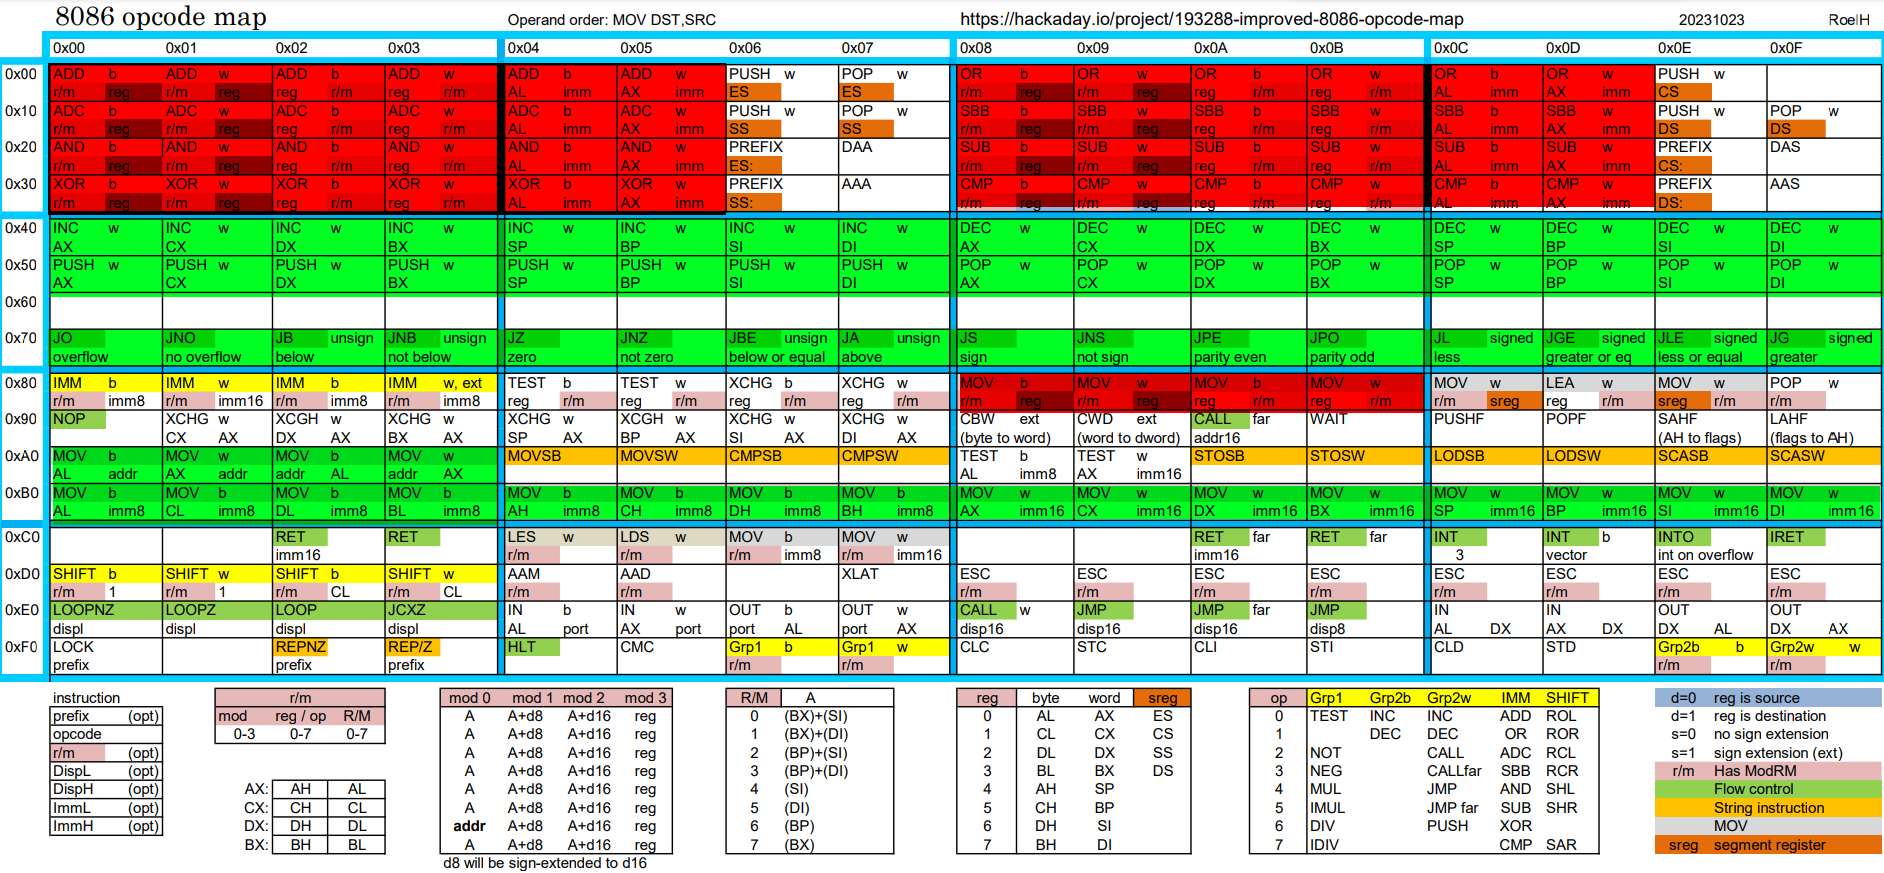 8086 opcode map Operand order: MOV DST,SRC https://hackaday.io/project/193288-improved-8086-opcode-map 20231023 RoelH
0x00 0x01 0x02 0x03 0x04 0x05 0x06 0x07 0x08 0x09 0x0A 0x0B 0x0C 0x0D 0x0E 0x0F
0x00 ADD b ADD w ADD b ADD w ADD b ADD w PUSH w POP w OR b OR w OR b OR w OR b OR w PUSH w
r/m reg r/m reg reg r/m reg r/m AL imm AX imm ES ES r/m reg r/m reg reg r/m reg r/m AL imm AX imm CS
0x10 ADC b ADC w ADC b ADC w ADC b ADC w PUSH w POP w SBB b SBB w SBB b SBB w SBB b SBB w PUSH w POP w
r/m reg r/m reg reg r/m reg r/m AL imm AX imm SS SS r/m reg r/m reg reg r/m reg r/m AL imm AX imm DS DS
0x20 AND b AND w AND b AND w AND b AND w PREFIX DAA SUB b SUB w SUB b SUB w SUB b SUB w PREFIX DAS
r/m reg r/m reg reg r/m reg r/m AL imm AX imm ES: r/m reg r/m reg reg r/m reg r/m AL imm AX imm CS:
0x30 XOR b XOR w XOR b XOR w XOR b XOR w PREFIX AAA CMP b CMP w CMP b CMP w CMP b CMP w PREFIX AAS
r/m reg r/m reg reg r/m reg r/m AL imm AX imm SS: r/m reg r/m reg reg r/m reg r/m AL imm AX imm DS:
0x40 INC w INC w INC w INC w INC w INC w INC w INC w DEC w DEC w DEC w DEC w DEC w DEC w DEC w DEC w
AX CX DX BX SP BP SI DI AX CX DX BX SP BP SI DI
0x50 PUSH w PUSH w PUSH w PUSH w PUSH w PUSH w PUSH w PUSH w POP w POP w POP w POP w POP w POP w POP w POP w
AX CX DX BX SP BP SI DI AX CX DX BX SP BP SI DI
0x60
0x70 JO JNO JB unsign JNB unsign JZ JNZ JBE unsign JA unsign JS JNS JPE JPO JL signed JGE signed JLE signed JG signed
overflow no overflow below not below zero not zero below or equal above sign not sign parity even parity odd less greater or eq less or equal greater
0x80 IMM b IMM w IMM b IMM w, ext TEST b TEST w XCHG w XCHG w MOV b MOV w MOV b MOV w MOV w LEA w MOV w POP w
r/m imm8 r/m imm16 r/m imm8 r/m imm8 reg r/m reg r/m reg r/m reg r/m r/m reg r/m reg reg r/m reg r/m r/m sreg reg r/m sreg r/m r/m
0x90 NOP XCHG w XCGH w XCHG w XCHG w XCGH w XCHG w XCHG w CBW ext CWD ext CALL far WAIT PUSHF POPF SAHF LAHF
CX AX DX AX BX AX SP AX BP AX SI AX DI AX (byte to word) (word to dword) addr16 (AH to flags) (flags to AH)
0xA0 MOV b MOV w MOV b MOV w MOVSB MOVSW CMPSB CMPSW TEST b TEST w STOSB STOSW LODSB LODSW SCASB SCASW
AL addr AX addr addr AL addr AX AL imm8 AX imm16
0xB0 MOV b MOV b MOV b MOV b MOV b MOV b MOV b MOV b MOV w MOV w MOV w MOV w MOV w MOV w MOV w MOV w
AL imm8 CL imm8 DL imm8 BL imm8 AH imm8 CH imm8 DH imm8 BH imm8 AX imm16 CX imm16 DX imm16 BX imm16 SP imm16 BP imm16 SI imm16 DI imm16
0xC0 RET RET LES w LDS w MOV b MOV w RET far RET far INT INT b INTO IRET
imm16 r/m r/m r/m imm8 r/m imm16 imm16 3 vector int on overflow
0xD0 SHIFT b SHIFT w SHIFT b SHIFT w AAM AAD XLAT ESC ESC ESC ESC ESC ESC ESC ESC
r/m 1 r/m 1 r/m CL r/m CL r/m r/m r/m r/m r/m r/m r/m r/m
0xE0 LOOPNZ LOOPZ LOOP JCXZ IN b IN w OUT b OUT w CALL w JMP JMP far JMP IN IN OUT OUT
displ displ displ displ AL port AX port port AL port AX disp16 disp16 disp16 disp8 AL DX AX DX DX AL DX AX
0xF0 LOCK REPNZ REP/Z HLT CMC Grp1 b Grp1 w CLC STC CLI STI CLD STD Grp2b b Grp2w w
prefix prefix prefix r/m r/m r/m r/m
instruction r/m mod 0 mod 1 mod 2 mod 3 R/M A reg byte word sreg op Grp1 Grp2b Grp2w IMM SHIFT d=0 reg is source
prefix (opt) mod reg / op R/M A A+d8 A+d16 reg 0 (BX)+(SI) 0 AL AX ES 0 TEST INC INC ADD ROL d=1 reg is destination
opcode 0-3 0-7 0-7 A A+d8 A+d16 reg 1 (BX)+(DI) 1 CL CX CS 1 DEC DEC OR ROR s=0 no sign extension
r/m (opt) A A+d8 A+d16 reg 2 (BP)+(SI) 2 DL DX SS 2 NOT CALL ADC RCL s=1 sign extension (ext)
DispL (opt) A A+d8 A+d16 reg 3 (BP)+(DI) 3 BL BX DS 3 NEG CALLfar SBB RCR r/m Has ModRM
DispH (opt) AX: AH AL A A+d8 A+d16 reg 4 (SI) 4 AH SP 4 MUL JMP AND SHL Flow control
ImmL (opt) CX: CH CL A A+d8 A+d16 reg 5 (DI) 5 CH BP 5 IMUL JMP far SUB SHR String instruction
ImmH (opt) DX: DH DL addr A+d8 A+d16 reg 6 (BP) 6 DH SI 6 DIV PUSH XOR MOV
BX: BH BL A A+d8 A+d16 reg 7 (BX) 7 BH DI 7 IDIV CMP SAR sreg segment register
d8 will be sign-extended to d16